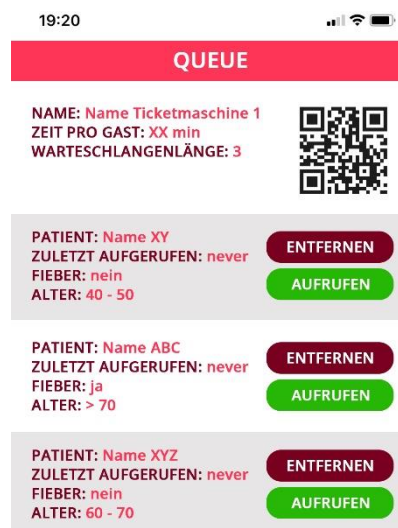 19:20
QUEUE
NAME: Name Ticketmaschine 1
ZEIT PRO GAST: XX min
WARTESCHLANGENLÄNGE: 3
PATIENT: Name XY
ZULETZT AUFGERUFEN: never
FIEBER: nein
ALTER: 40 - 50
ENTFERNEN
AUFRUFEN
PATIENT: Name ABC
ZULETZT AUFGERUFEN: never
FIEBER: ja
ALTER: > 70
ENTFERNEN
AUFRUFEN
PATIENT: Name XYZ
ZULETZT AUFGERUFEN: never
FIEBER: nein
ALTER: 60 - 70
ENTFERNEN
AUFRUFEN